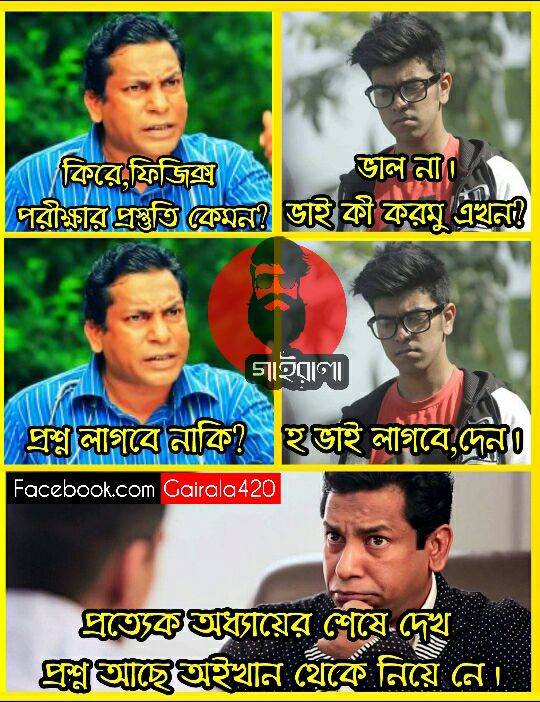 কিরে,ফিজিক্স
পরীক্ষার প্রস্তুতি কেমন?
ভাল না।
ভাই কী করমু এখন?
গাইরালা
প্রশ্ন লাগবে নাকি?
হ ভাই লাগবে,দেন।
Facebook.com Gairala420
প্রত্যেক অধ্যায়ের শেষে দেখ
প্রশ্ন আছে অইখান থেকে নিয়ে নে।